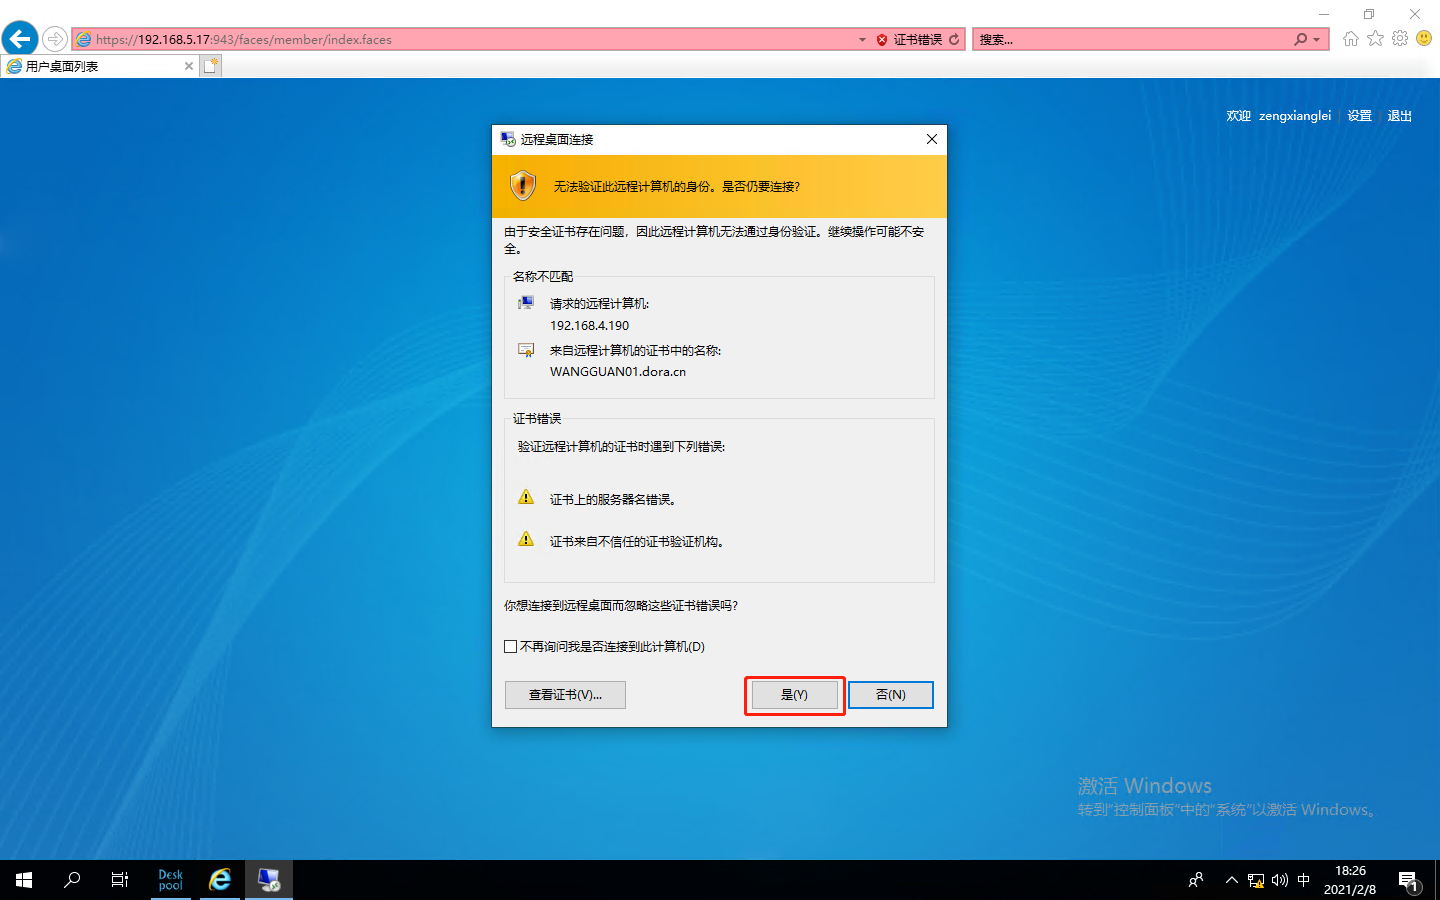 https://192.168.5.17:943/faces/member/index.faces
证书错误
搜索...
用户桌面列表
欢迎 zengxianglei
设置
退出
远程桌面连接
无法验证此远程计算机的身份。是否仍要连接?
由于安全证书存在问题，因此远程计算机无法通过身份验证。继续操作可能不安
全。
名称不匹配
请求的远程计算机:
192.168.4.190
来自远程计算机的证书中的名称:
WANGGUAN01.dora.cn
证书错误
验证远程计算机的证书时遇到下列错误:
证书上的服务器名错误。
证书来自不信任的证书验证机构。
你想连接到远程桌面而忽略这些证书错误吗?
不再询问我是否连接到此计算机(D)
查看证书(V)...
是(Y)
否(N)
激活 Windows
转到"控制面板"中的"系统"以激活 Windows。
Desk
pool
中
18:26
2021/2/8
1